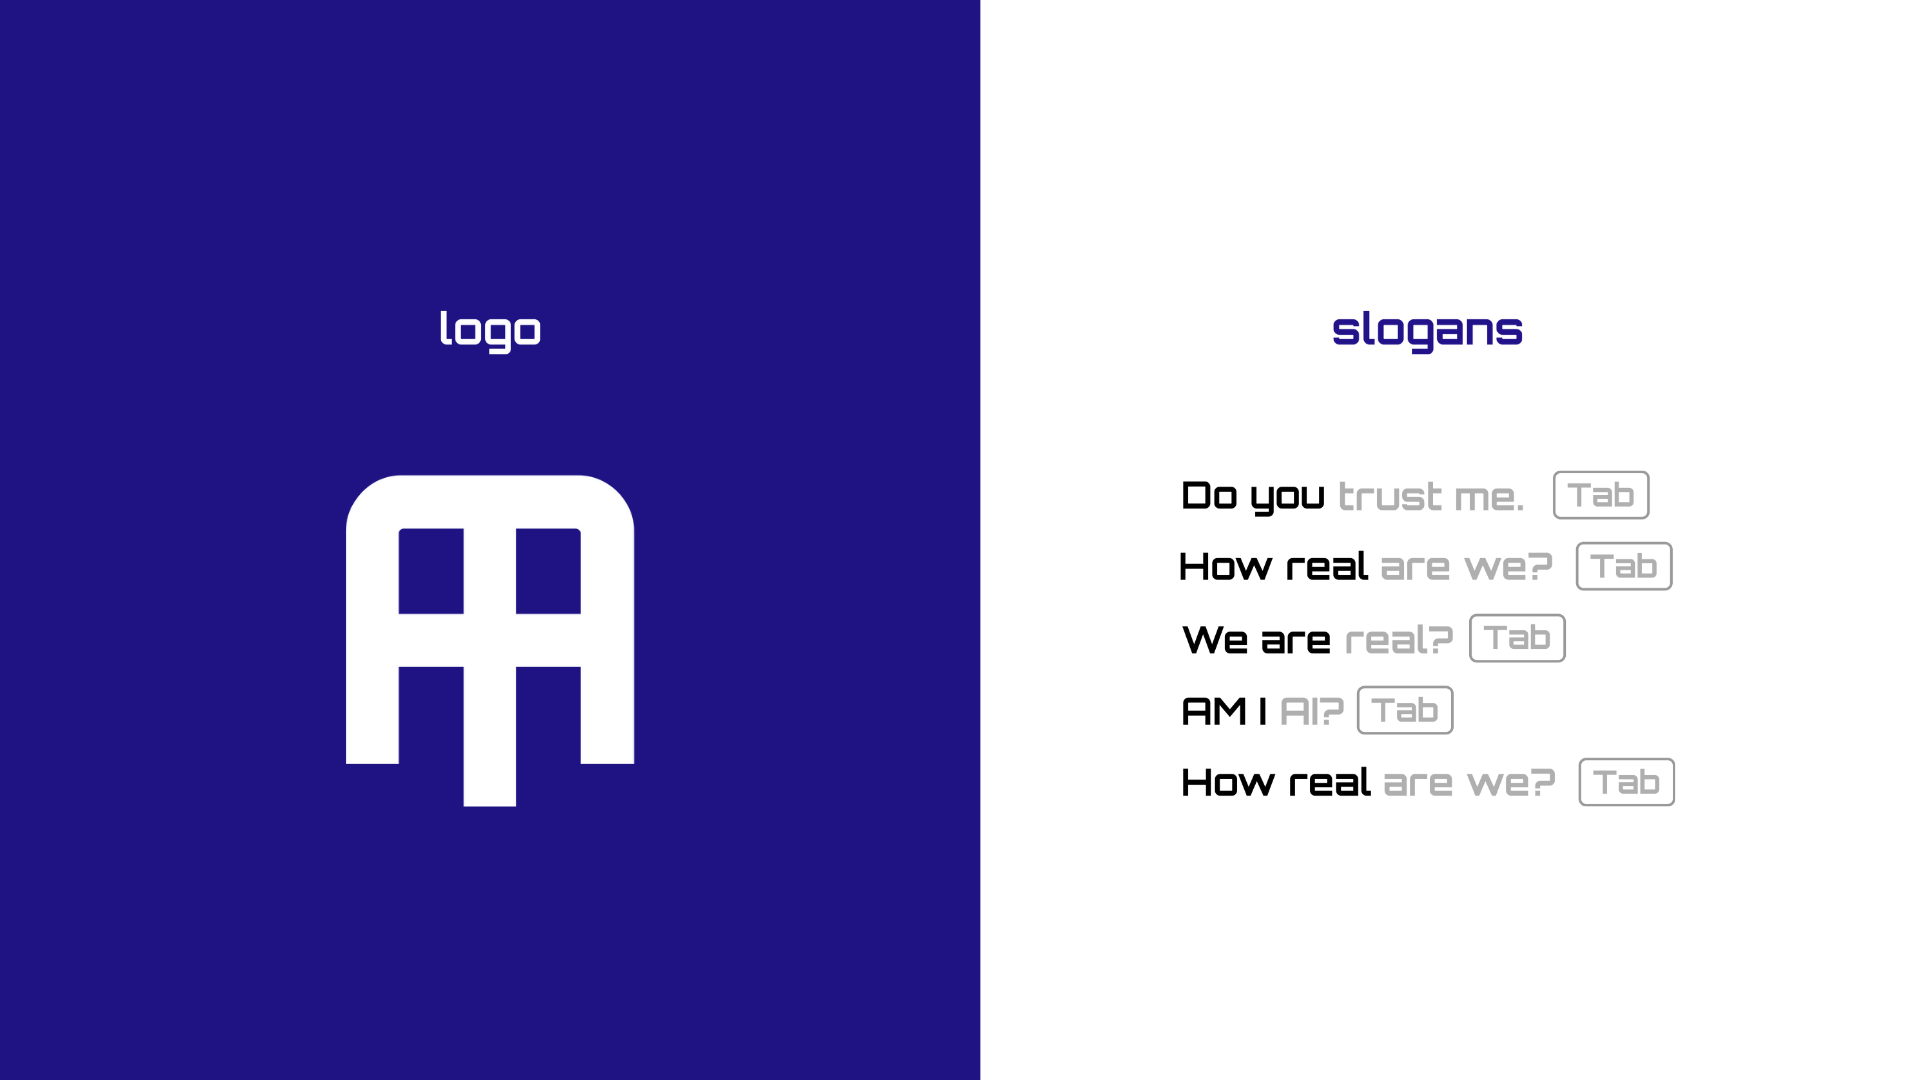 logo
slogans
Do you trust me. Tab
How real are we? Tab
We are real? Tab
AM I AI? Tab
How real are we? Tab